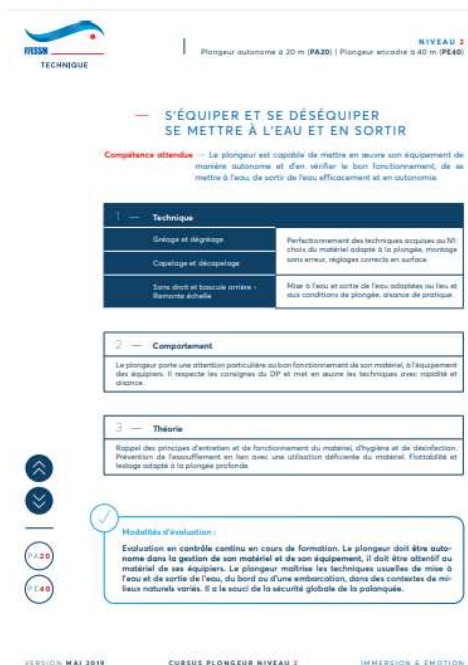 FFESSM
TECHNIQUE
NIVEAU 2
Plongeur autonome à 20 m (PA20) | Plongeur encadré à 40 m (PE40)
— S'ÉQUIPER ET SE DÉSÉQUIPER
SE METTRE À L'EAU ET EN SORTIR
Compétence attendue — Le plongeur est capable de mettre en œuvre son équipement de
manière autonome et d'en vérifier le bon fonctionnement, de se
mettre à l'eau, de sortir de l'eau efficacement et en autonomie.
1 — Technique
Gréage et dégréage
Capelage et décapelage
Perfectionnement des techniques acquises au N1:
choix du matériel adapté à la plongée, montage
sans erreur, réglages corrects en surface.
Saut droit et bascule arrière -
Remonte échelle
Mise à l'eau et sortie de l'eau adaptées au lieu et
aux conditions de plongée, aisance de pratique.
2 — Comportement
Le plongeur porte une attention particulière au bon fonctionnement de son matériel, à l'équipement
des équipiers. Il respecte les consignes du DP et met en œuvre les techniques avec rapidité et
aisance.
3 — Théorie
Rappel des principes d'entretien et de fonctionnement du matériel, d'hygiène et de désinfection.
Prévention de l'essoufflement en lien avec une utilisation déficiente du matériel. Flottabilité et
lestage adapté à la plongée profonde.
Modalités d'évaluation :
Evaluation en contrôle continu en cours de formation. Le plongeur doit être auto-
nome dans la gestion de son matériel et de son équipement, il doit être attentif au
matériel de ses équipiers. Le plongeur maîtrise les techniques usuelles de mise à
l'eau et de sortie de l'eau, du bord ou d'une embarcation, dans des contextes de mi-
lieux naturels variés. Il a le souci de la sécurité globale de la palanquée.
PA20
PE40
VERSION MAI 2019
CURSUS PLONGEUR NIVEAU 2
IMMERSION & ÉMOTION